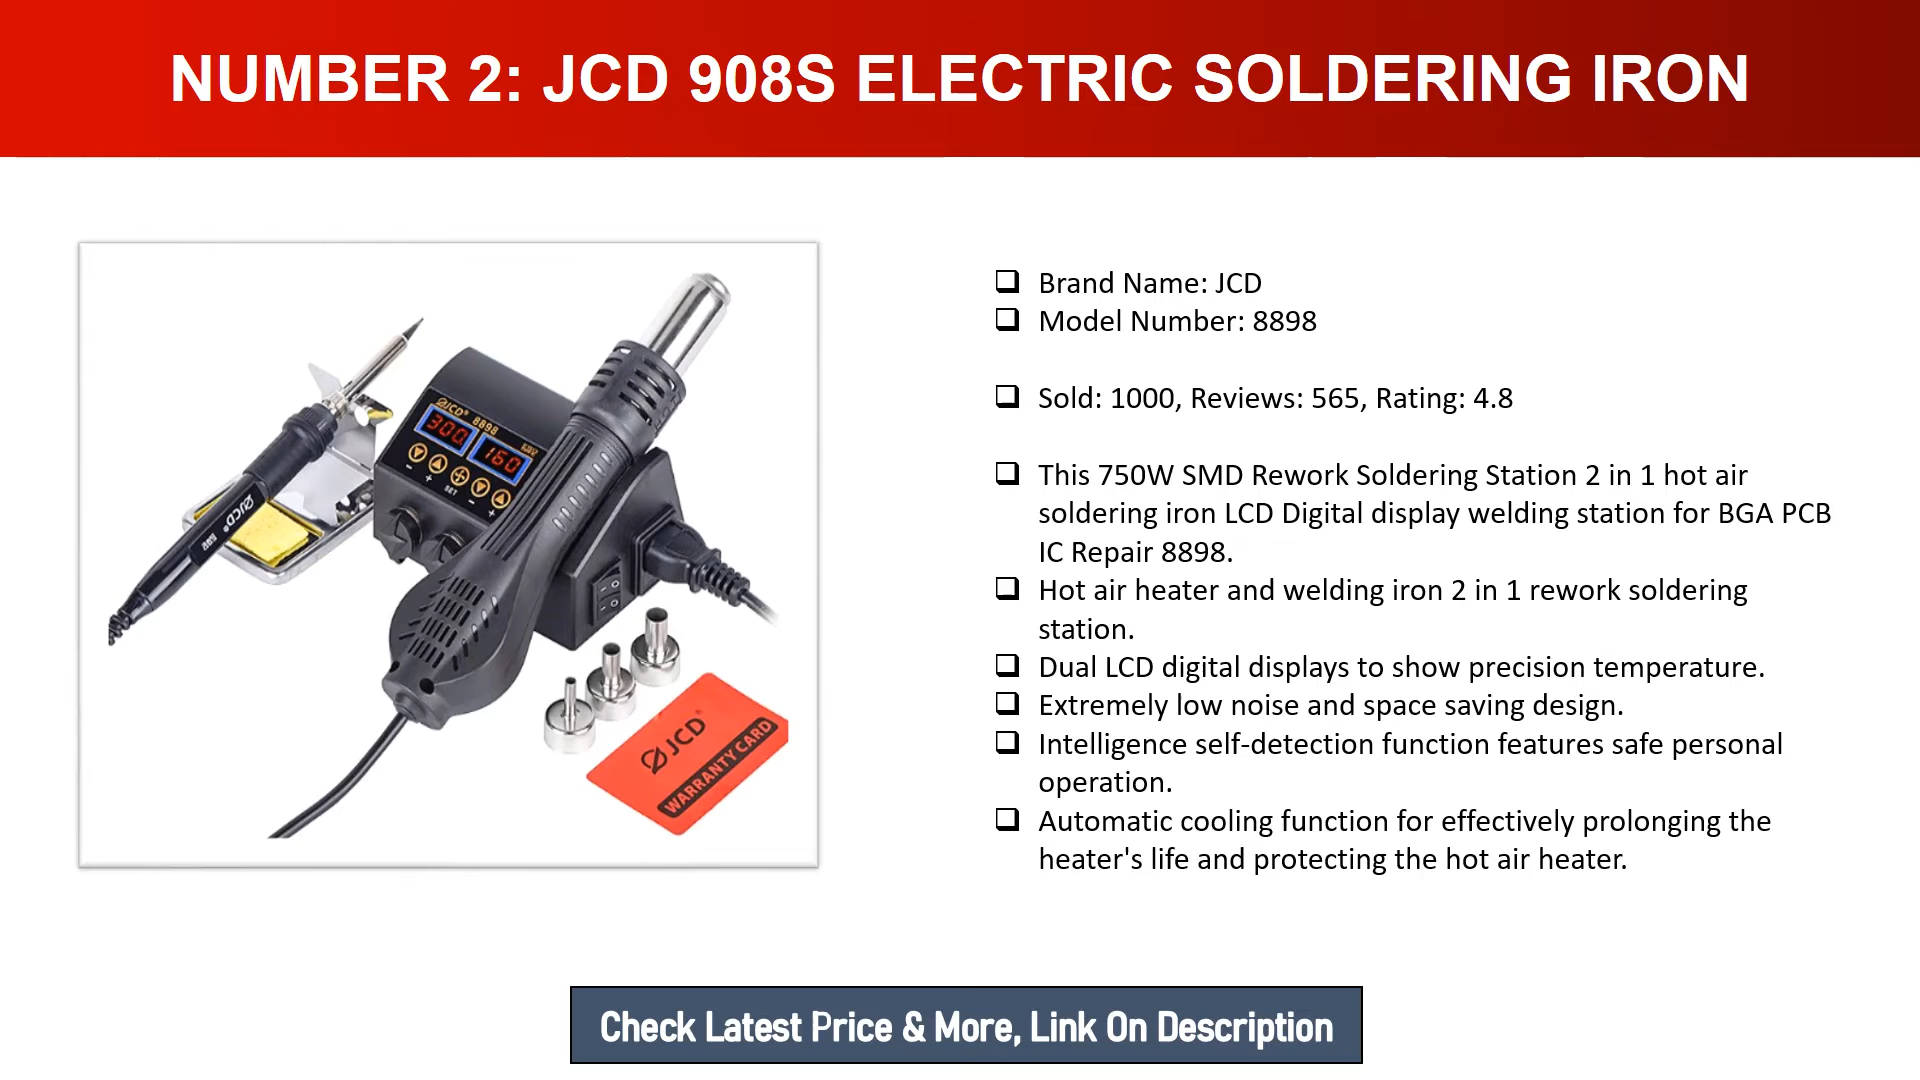 NUMBER 2: JCD 908S ELECTRIC SOLDERING IRON
❑ Brand Name: JCD
❑ Model Number: 8898
❑ Sold: 1000, Reviews: 565, Rating: 4.8
❑ This 750W SMD Rework Soldering Station 2 in 1 hot air
soldering iron LCD Digital display welding station for BGA PCB
IC Repair 8898.
❑ Hot air heater and welding iron 2 in 1 rework soldering
station.
❑ Dual LCD digital displays to show precision temperature.
❑ Extremely low noise and space saving design.
❑ Intelligence self-detection function features safe personal
operation.
❑ Automatic cooling function for effectively prolonging the
heater's life and protecting the hot air heater.
JCD® 8898
300
160
- + SET - +
JCD®
JCD
WARRANTY CARD
Check Latest Price & More, Link On Description